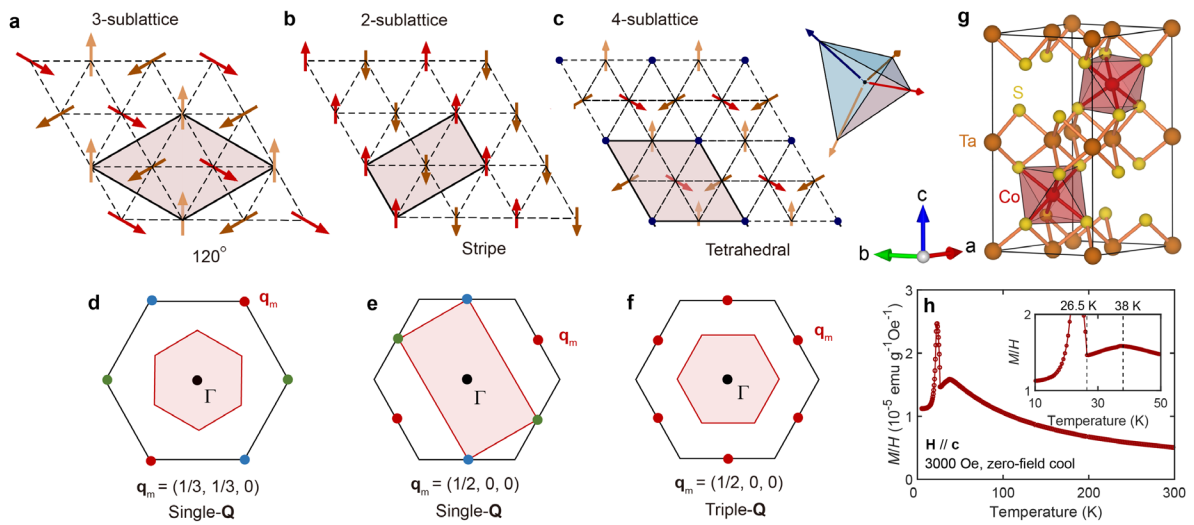 a
3-sublattice
120°
b
2-sublattice
Stripe
c
4-sublattice
Tetrahedral
g
S
Ta
Co
c
b
a
d
q_m
Γ
q_m = (1/3, 1/3, 0)
Single-Q
e
q_m
Γ
q_m = (1/2, 0, 0)
Single-Q
f
q_m
Γ
q_m = (1/2, 0, 0)
Triple-Q
h
M/H (10⁻⁵ emu g⁻¹Oe⁻¹)
3
2
1
0
0
100
200
300
Temperature (K)
H // c
3000 Oe, zero-field cool
26.5 K
38 K
M/H
2
1
10
30
50
Temperature (K)